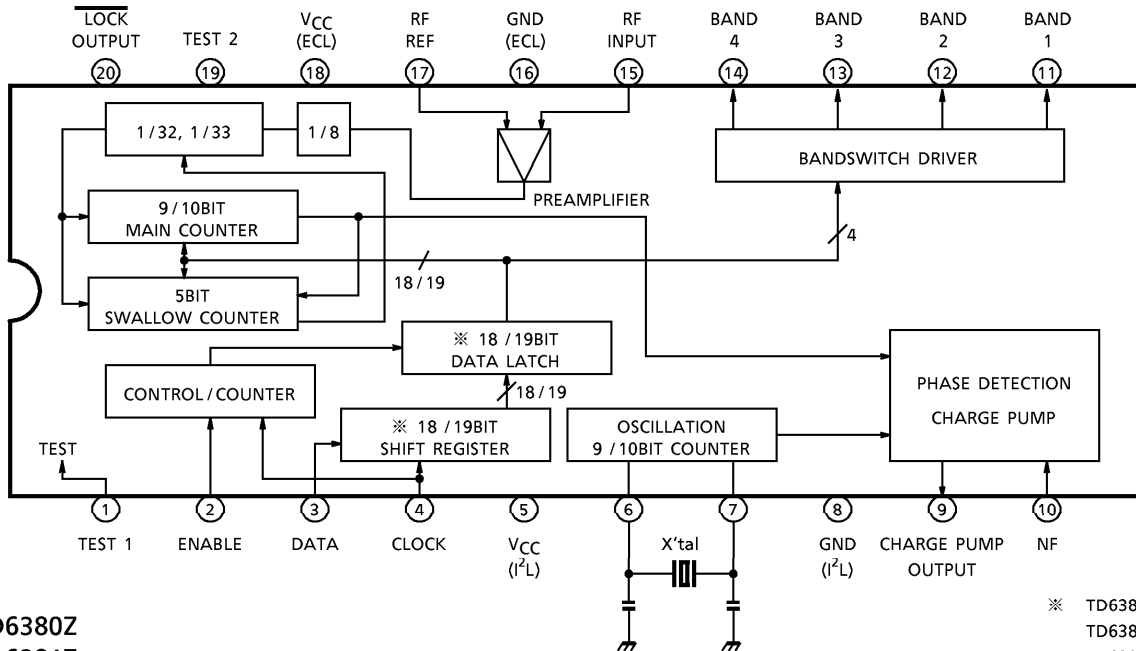 LOCK
OUTPUT
TEST 2
VCC
(ECL)
RF
REF
GND
(ECL)
RF
INPUT
BAND
4
BAND
3
BAND
2
BAND
1
20
19
18
17
16
15
14
13
12
11
1/32, 1/33
1/8
BANDSWITCH DRIVER
PREAMPLIFIER
9/10BIT
MAIN COUNTER
4
18/19
5BIT
SWALLOW COUNTER
※ 18/19BIT
DATA LATCH
18/19
CONTROL/COUNTER
PHASE DETECTION
CHARGE PUMP
※ 18/19BIT
SHIFT REGISTER
OSCILLATION
9/10BIT COUNTER
TEST
1
2
3
4
5
6
7
8
9
10
TEST 1
ENABLE
DATA
CLOCK
VCC
(I²L)
X'tal
GND
(I²L)
CHARGE PUMP
OUTPUT
NF
※ TD638
TD638
6380Z